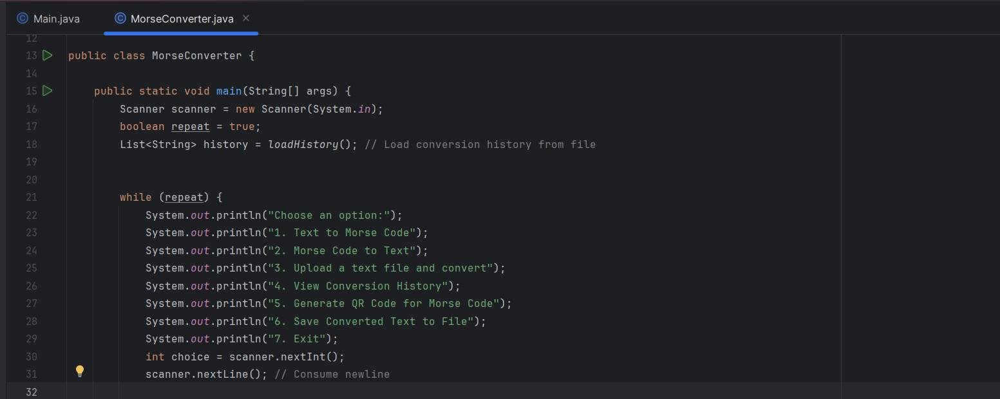 Main.java MorseConverter.java
12
13 public class MorseConverter {
14
15 public static void main(String[] args) {
16 Scanner scanner = new Scanner(System.in);
17 boolean repeat = true;
18 List<String> history = loadHistory(); // Load conversion history from file
19
20
21 while (repeat) {
22 System.out.println("Choose an option:");
23 System.out.println("1. Text to Morse Code");
24 System.out.println("2. Morse Code to Text");
25 System.out.println("3. Upload a text file and convert");
26 System.out.println("4. View Conversion History");
27 System.out.println("5. Generate QR Code for Morse Code");
28 System.out.println("6. Save Converted Text to File");
29 System.out.println("7. Exit");
30 int choice = scanner.nextInt();
31 scanner.nextLine(); // Consume newline
32